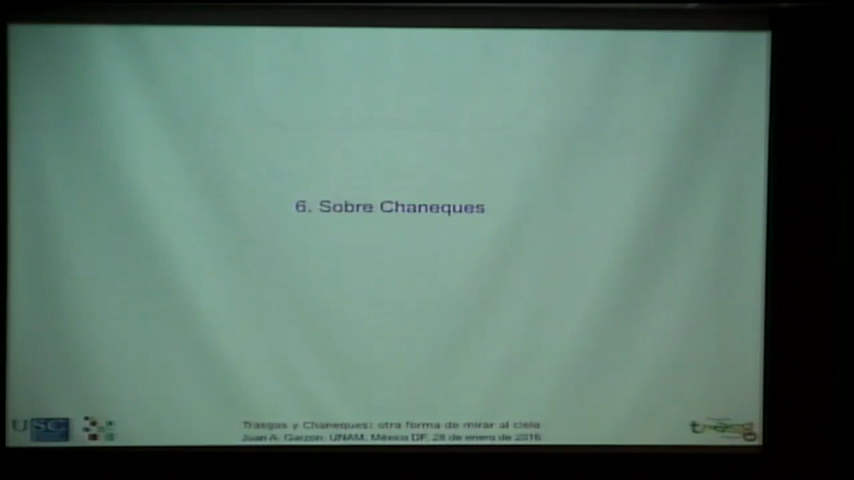 6. Sobre Chaneques
USC
Trasgos y Chaneques: otra forma de mirar al cielo
Juan A. Garzón. UNAM, México DF, 28 de enero de 2016